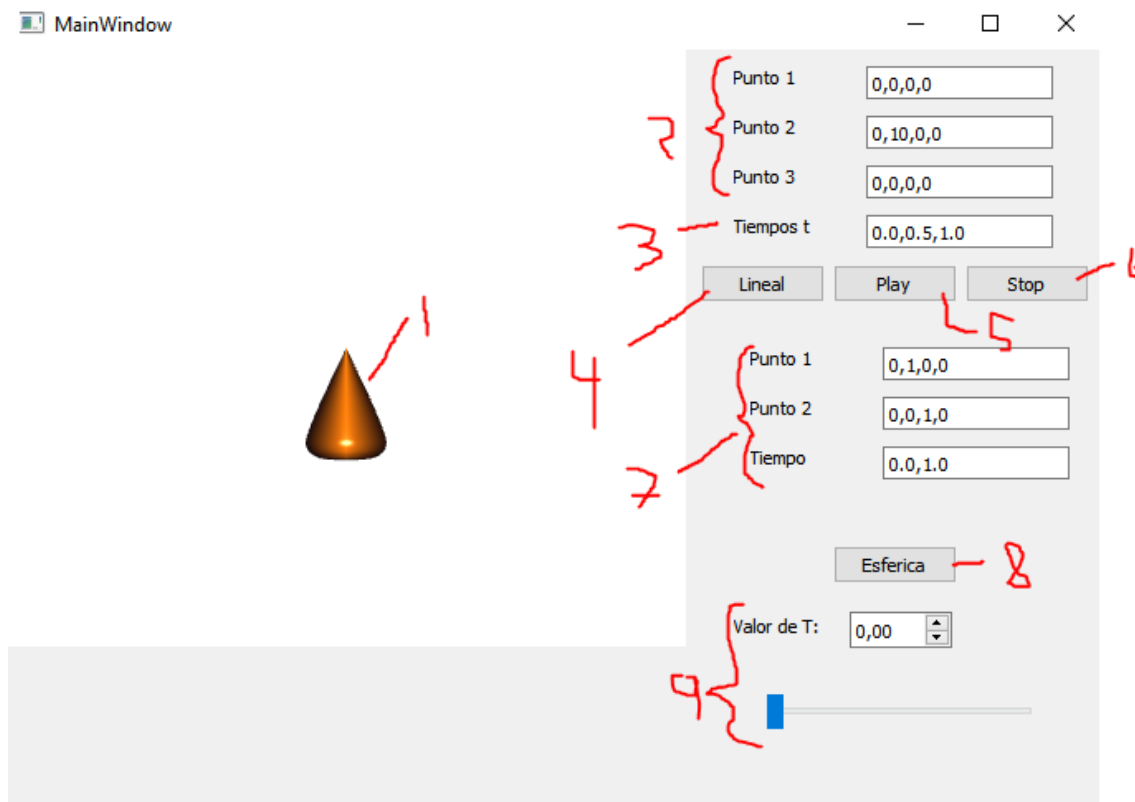 MainWindow
Punto 1 0,0,0,0
2 Punto 2 0,10,0,0
Punto 3 0,0,0,0
3 Tiempos t 0.0,0.5,1.0
Lineal Play Stop
1 4 5
Punto 1 0,1,0,0
Punto 2 0,0,1,0
7 Tiempo 0.0,1.0
Esferica 8
Valor de T: 0,00
9